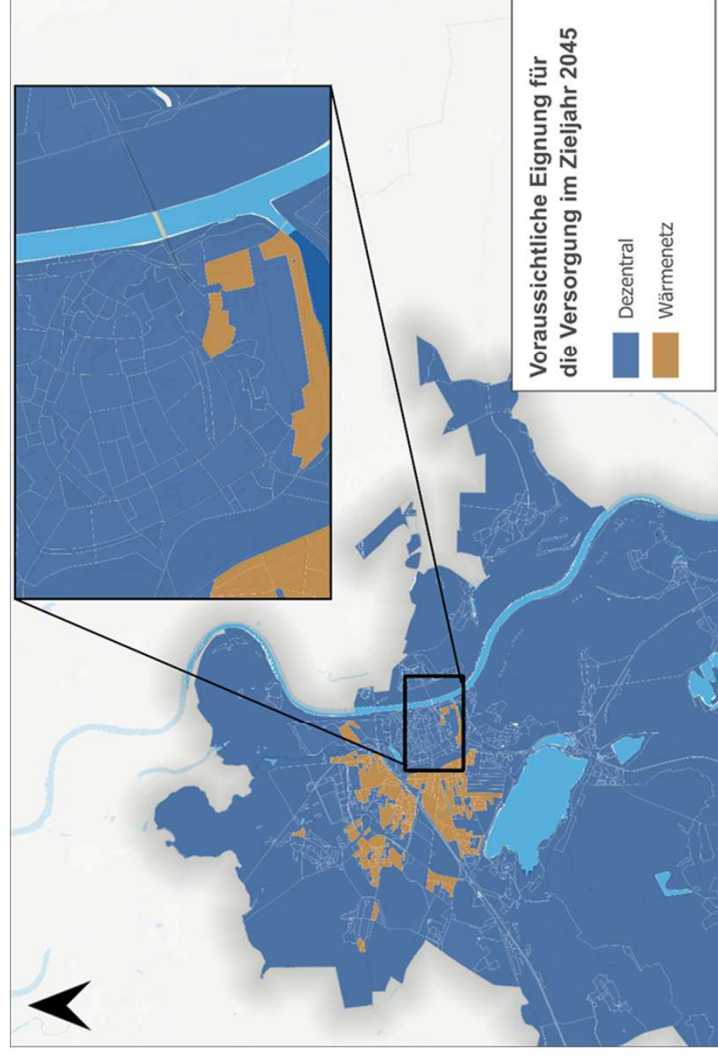 Voraussichtliche Eignung für
die Versorgung im Zieljahr 2045
Dezentral
Wärmenetz